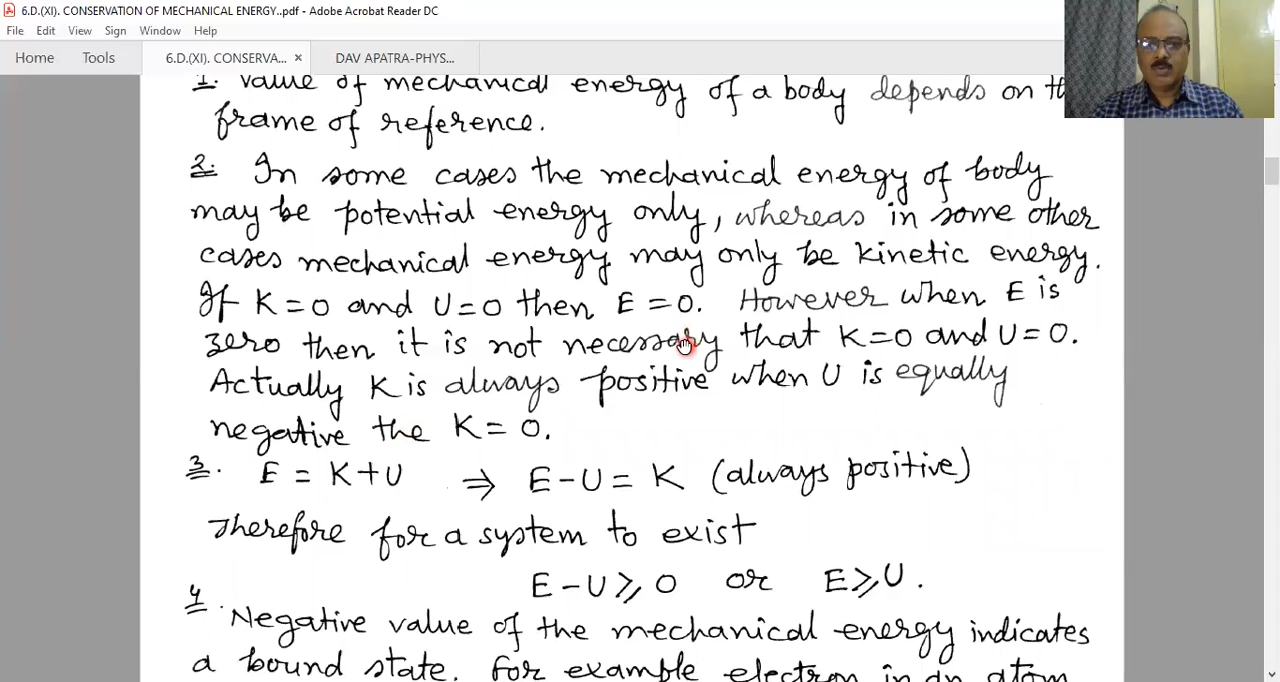 6.D.(XI). CONSERVATION OF MECHANICAL ENERGY..pdf - Adobe Acrobat Reader DC
File Edit View Sign Window Help
Home Tools 6.D.(XI). CONSERVA... × DAV APATRA-PHYS...
1. Value of mechanical energy of a body depends on th
frame of reference.
2. In some cases the mechanical energy of body
may be potential energy only, whereas in some other
cases mechanical energy may only be kinetic energy.
If K=0 and U=0 then E=0. However when E is
zero then it is not necessary that K=0 and U=0.
Actually K is always positive when U is equally
negative the K=0.
3. E = K+U ⇒ E-U= K (always positive)
Therefore for a system to exist
E-U⩾0 or E⩾U.
4. Negative value of the mechanical energy indicates
a bound state. For example electron in an atom